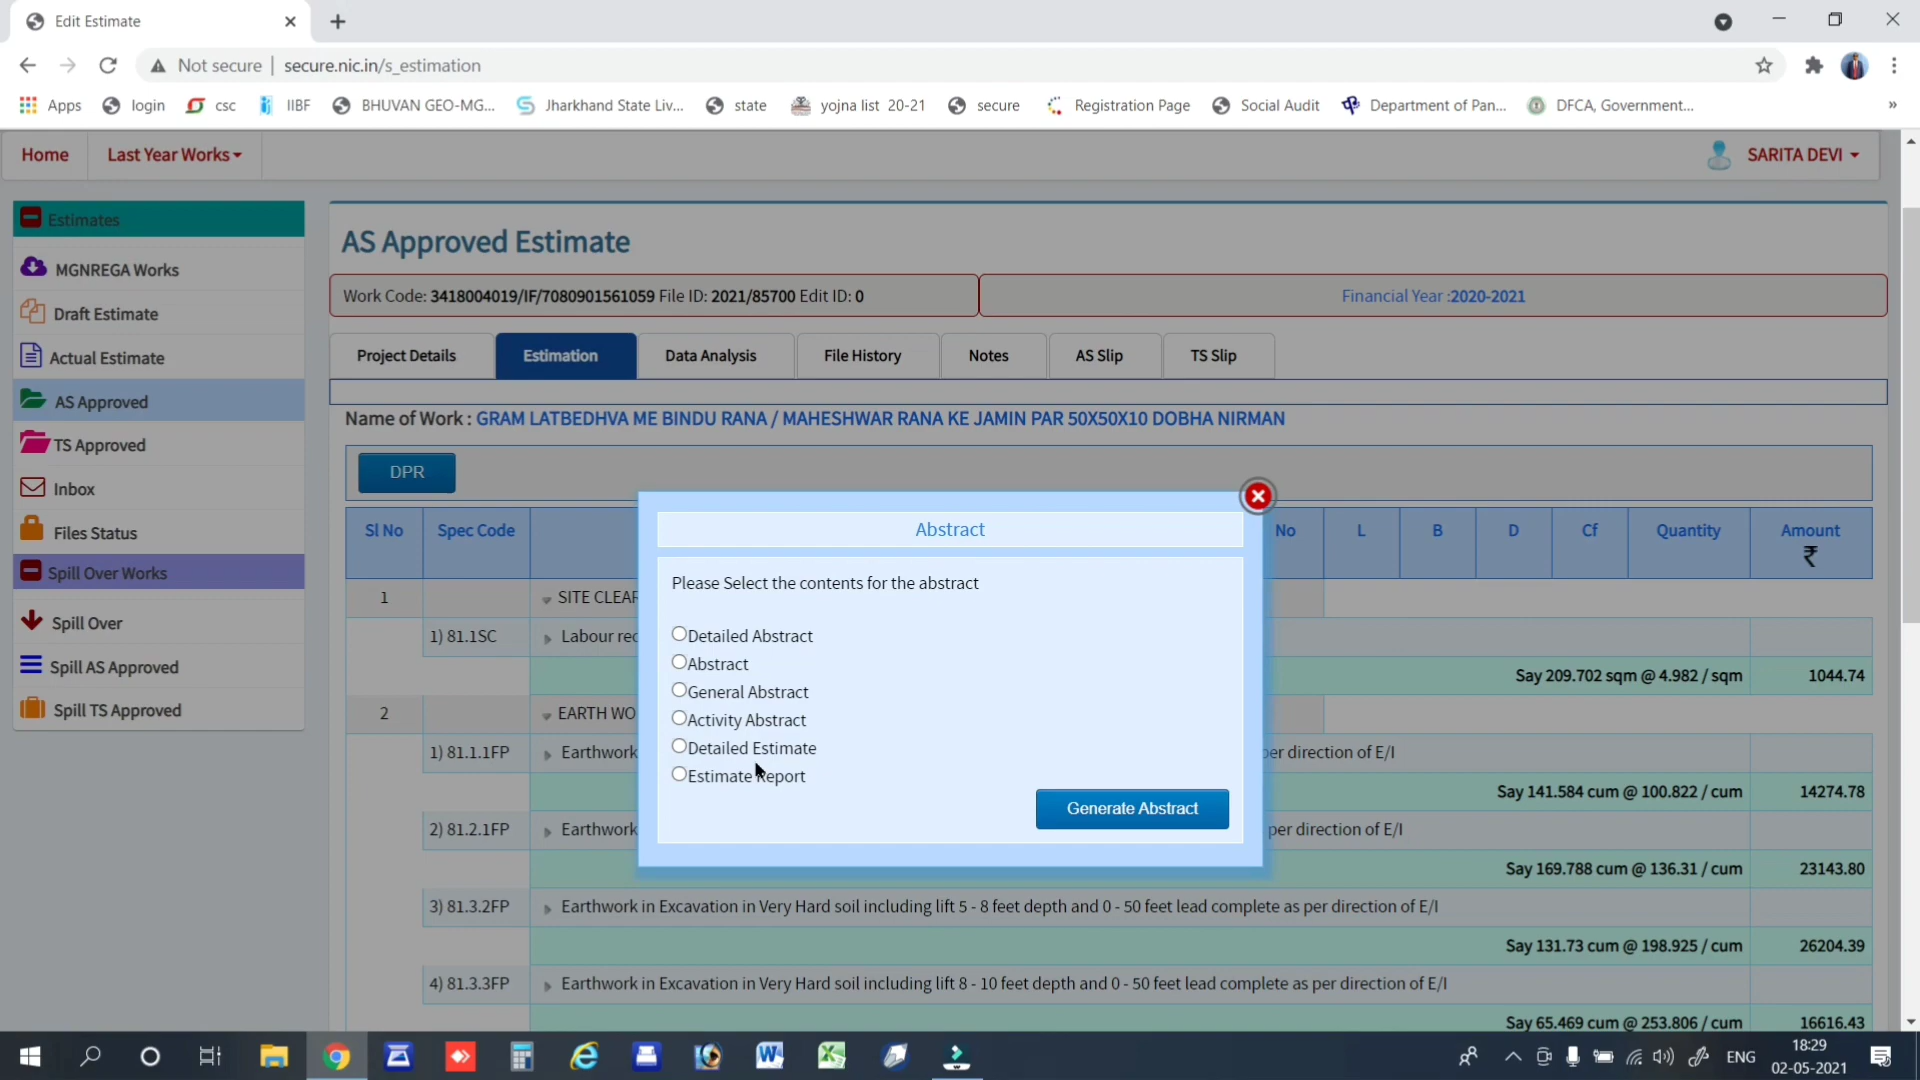 Edit Estimate
Not secure | secure.nic.in/s_estimation
Apps login csc IIBF BHUVAN GEO-MG... Jharkhand State Liv... state yojna list 20-21 secure Registration Page Social Audit Department of Pan... DFCA, Government... »
Home Last Year Works SARITA DEVI
Estimates
MGNREGA Works
Draft Estimate
Actual Estimate
AS Approved
TS Approved
Inbox
Files Status
Spill Over Works
Spill Over
Spill AS Approved
Spill TS Approved
AS Approved Estimate
Work Code: 3418004019/IF/7080901561059 File ID: 2021/85700 Edit ID: 0
Financial Year :2020-2021
Project Details Estimation Data Analysis File History Notes AS Slip TS Slip
Name of Work : GRAM LATBEDHVA ME BINDU RANA / MAHESHWAR RANA KE JAMIN PAR 50X50X10 DOBHA NIRMAN
DPR
Sl No Spec Code No L B D Cf Quantity Amount
₹
1 SITE CLEAR
1) 81.1SC Labour rec
Say 209.702 sqm @ 4.982 / sqm 1044.74
2 EARTH WO
1) 81.1.1FP Earthwork per direction of E/I
Say 141.584 cum @ 100.822 / cum 14274.78
2) 81.2.1FP Earthwork per direction of E/I
Say 169.788 cum @ 136.31 / cum 23143.80
3) 81.3.2FP Earthwork in Excavation in Very Hard soil including lift 5 - 8 feet depth and 0 - 50 feet lead complete as per direction of E/I
Say 131.73 cum @ 198.925 / cum 26204.39
4) 81.3.3FP Earthwork in Excavation in Very Hard soil including lift 8 - 10 feet depth and 0 - 50 feet lead complete as per direction of E/I
Say 65.469 cum @ 253.806 / cum 16616.43
Abstract
Please Select the contents for the abstract
Detailed Abstract
Abstract
General Abstract
Activity Abstract
Detailed Estimate
Estimate Report
Generate Abstract
ENG
18:29
02-05-2021